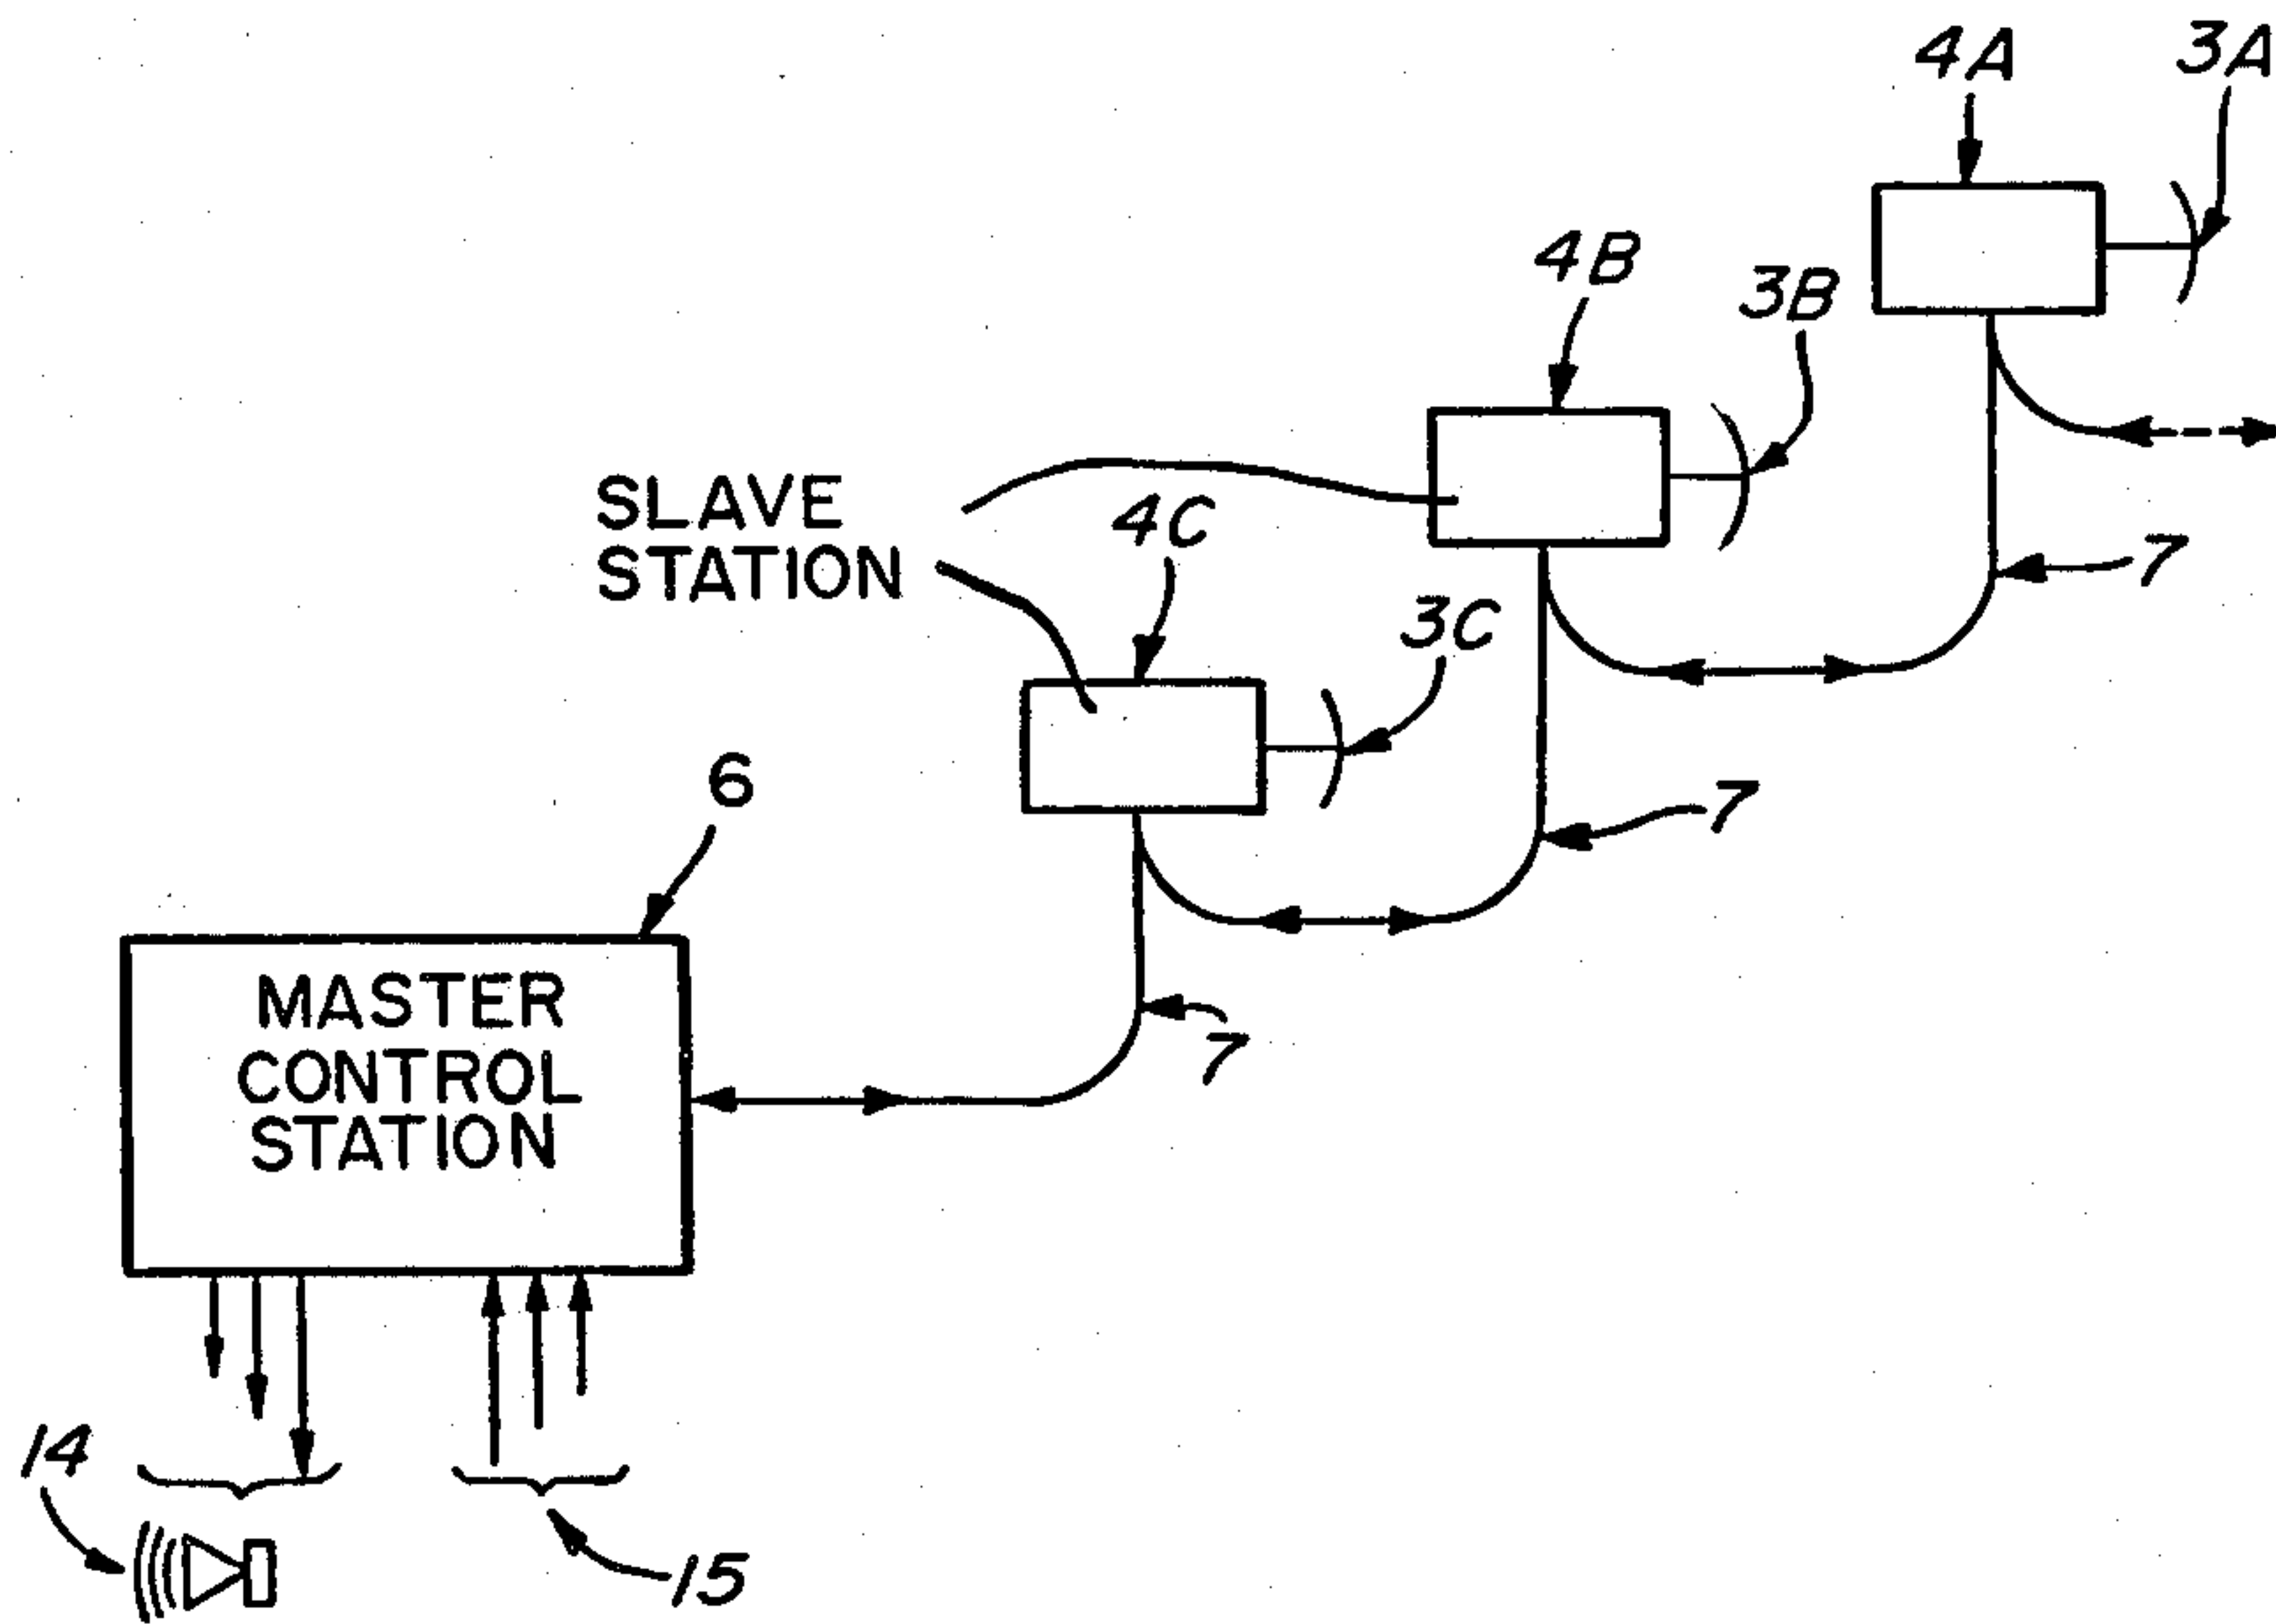 4A
3A
4B
3B
SLAVE
STATION
4C
7
3C
6
7
MASTER
CONTROL
STATION
7
14
15